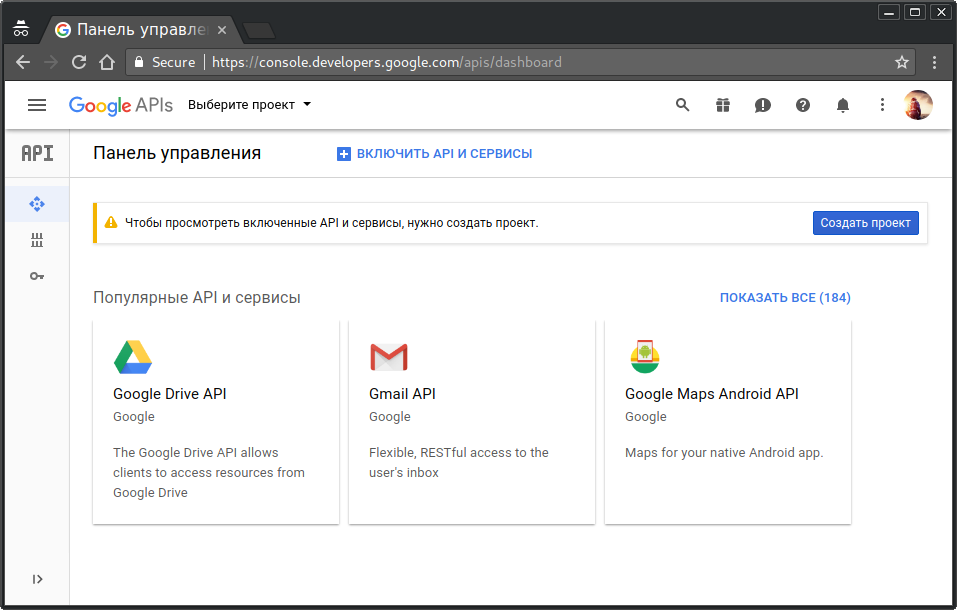 Панель управле
Secure | https://console.developers.google.com/apis/dashboard
Google APIs Выберите проект
API Панель управления ВКЛЮЧИТЬ API И СЕРВИСЫ
Чтобы просмотреть включенные API и сервисы, нужно создать проект. Создать проект
Популярные API и сервисы ПОКАЗАТЬ ВСЕ (184)
Google Drive API
Google
The Google Drive API allows
clients to access resources from
Google Drive
Gmail API
Google
Flexible, RESTful access to the
user's inbox
Google Maps Android API
Google
Maps for your native Android app.